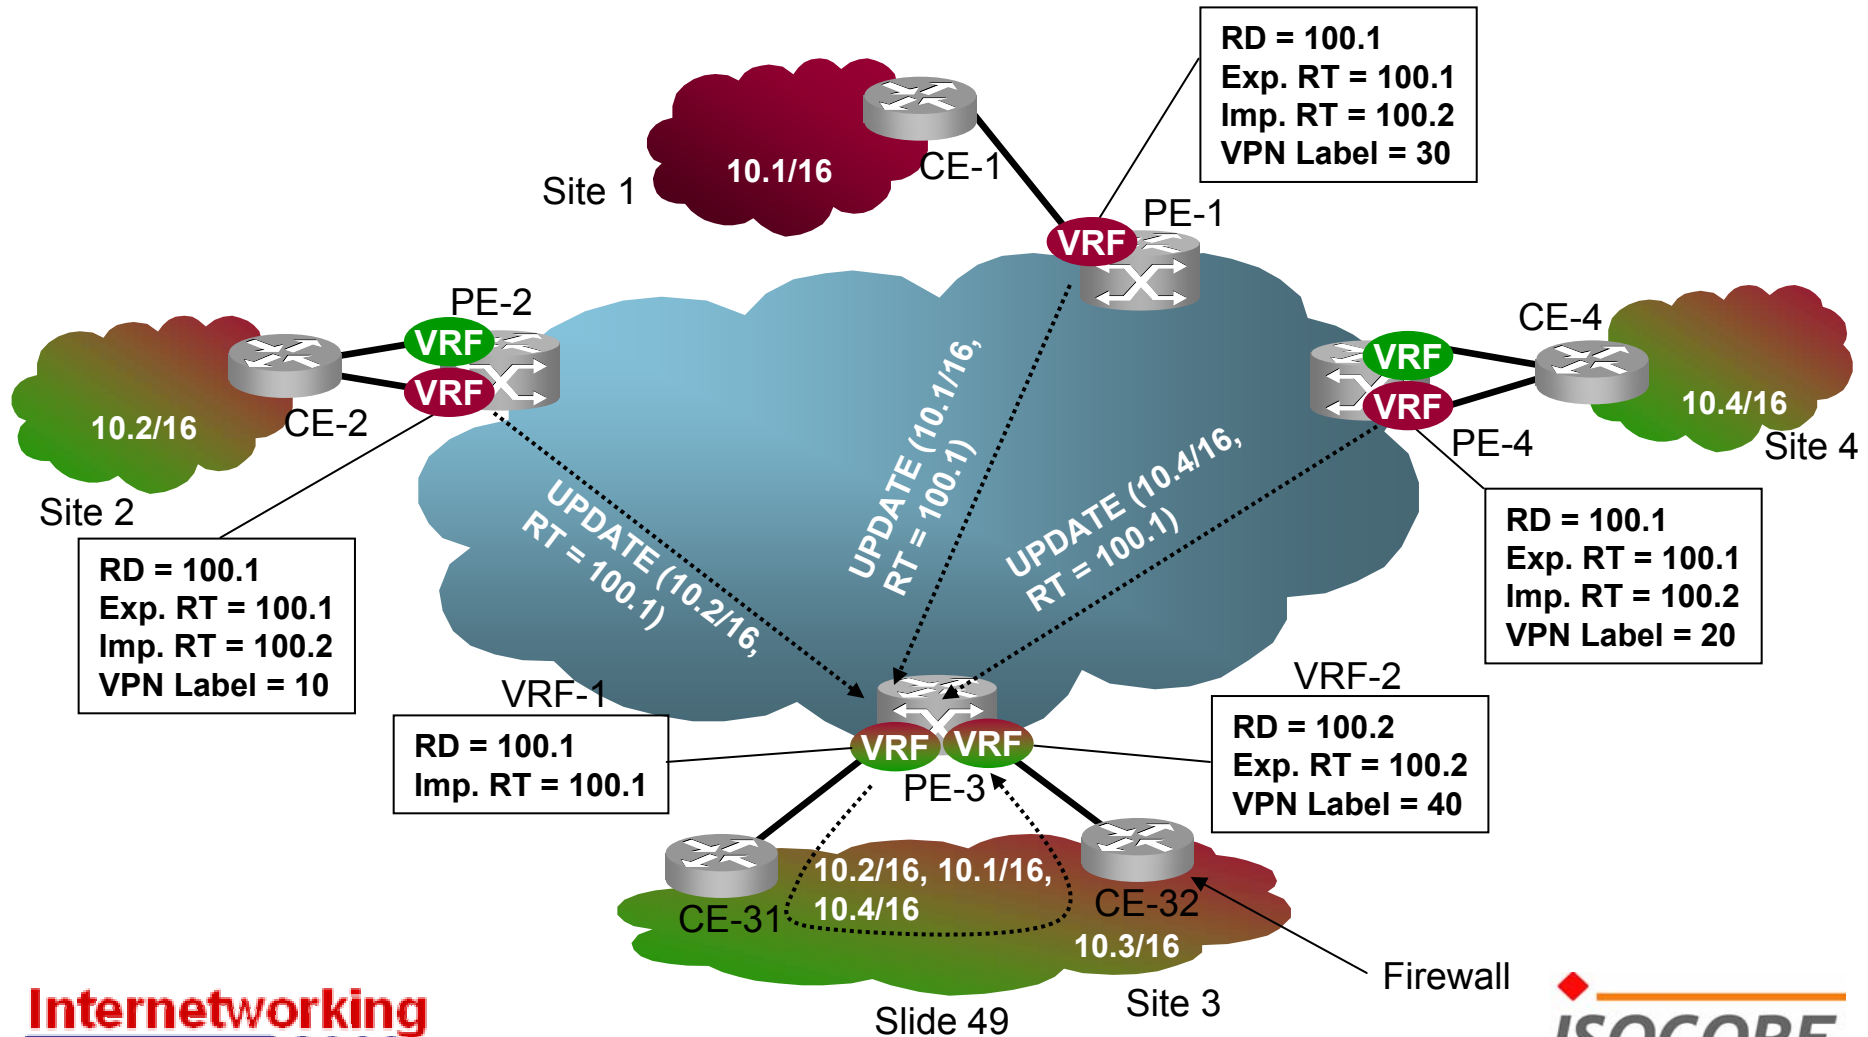 RD = 100.1
Exp. RT = 100.1
Imp. RT = 100.2
VPN Label = 30
10.1/16
CE-1
Site 1
PE-1
VRF
PE-2
VRF
VRF
CE-2
10.2/16
Site 2
CE-4
VRF
VRF
10.4/16
PE-4
Site 4
RD = 100.1
Exp. RT = 100.1
Imp. RT = 100.2
VPN Label = 10
UPDATE (10.2/16,
RT = 100.1)
UPDATE (10.1/16,
RT = 100.1)
UPDATE (10.4/16,
RT = 100.1)
RD = 100.1
Exp. RT = 100.1
Imp. RT = 100.2
VPN Label = 20
VRF-1
RD = 100.1
Imp. RT = 100.1
VRF
VRF
PE-3
VRF-2
RD = 100.2
Exp. RT = 100.2
VPN Label = 40
10.2/16, 10.1/16,
10.4/16
CE-31
CE-32
10.3/16
Firewall
Site 3
Slide 49
Internetworking
ISOCORE